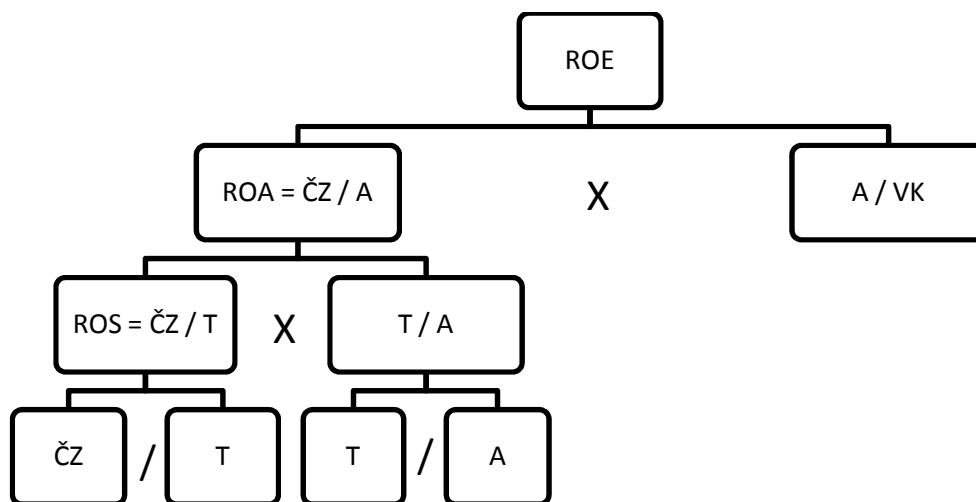 ROE
ROA = ČZ / A
X
A / VK
ROS = ČZ / T
X
T / A
ČZ
/
T
T
/
A